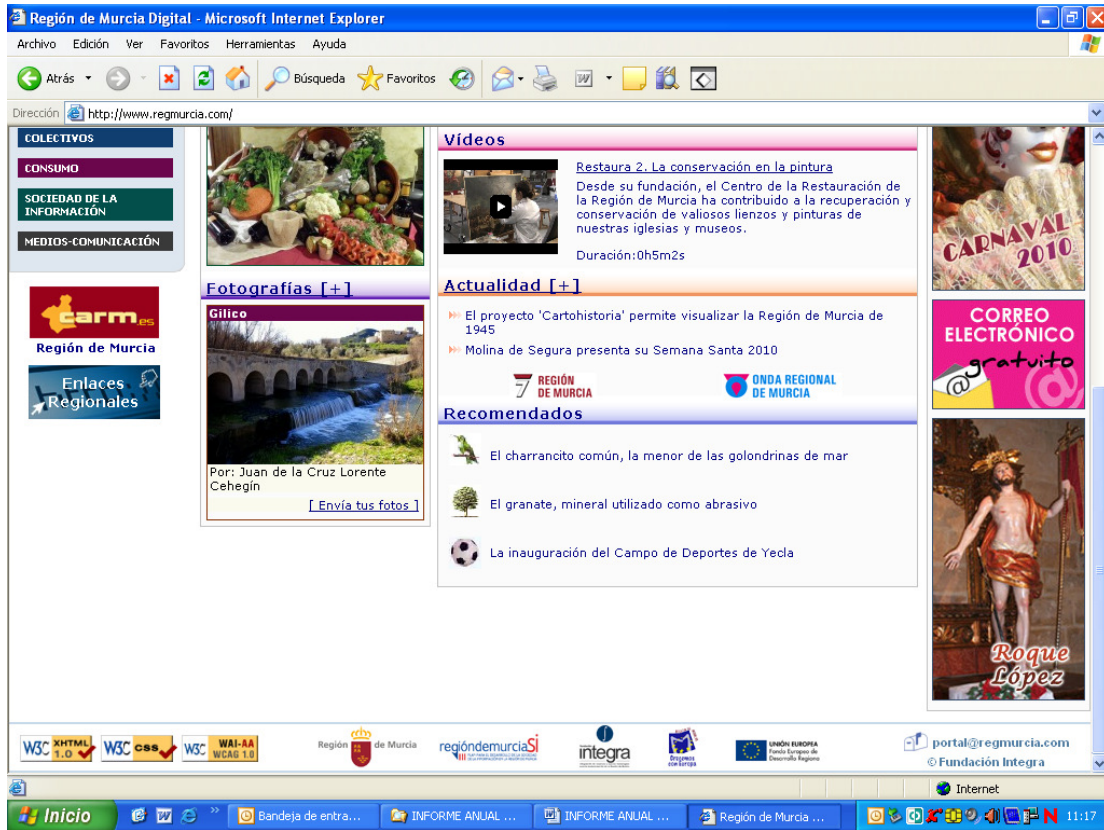 Región de Murcia Digital - Microsoft Internet Explorer
Archivo Edición Ver Favoritos Herramientas Ayuda
Atrás Búsqueda Favoritos
Dirección http://www.regmurcia.com/
COLECTIVOS
CONSUMO
SOCIEDAD DE LA
INFORMACIÓN
MEDIOS-COMUNICACIÓN
carm.es
Región de Murcia
Enlaces
Regionales
Fotografías [+]
Gilico
Por: Juan de la Cruz Lorente
Cehegín
[ Envía tus fotos ]
Vídeos
Restaura 2. La conservación en la pintura
Desde su fundación, el Centro de la Restauración de
la Región de Murcia ha contribuido a la recuperación y
conservación de valiosos lienzos y pinturas de
nuestras iglesias y museos.
Duración:0h5m2s
Actualidad [+]
El proyecto 'Cartohistoria' permite visualizar la Región de Murcia de
1945
Molina de Segura presenta su Semana Santa 2010
7 REGIÓN
DE MURCIA
ONDA REGIONAL
DE MURCIA
Recomendados
El charrancito común, la menor de las golondrinas de mar
El granate, mineral utilizado como abrasivo
La inauguración del Campo de Deportes de Yecla
CARNAVAL
2010
CORREO
ELECTRÓNICO
gratuito
@
@
Roque
López
W3C XHTML 1.0
W3C css
W3C WAI-AA WCAG 1.0
Región de Murcia
regióndemurciaSÍ
integra
UNIÓN EUROPEA
Fondo Europeo de
Desarrollo Regional
portal@regmurcia.com
© Fundación Integra
Internet
Inicio
W
Bandeja de entra...
INFORME ANUAL ...
INFORME ANUAL ...
Región de Murcia ...
N
11:17